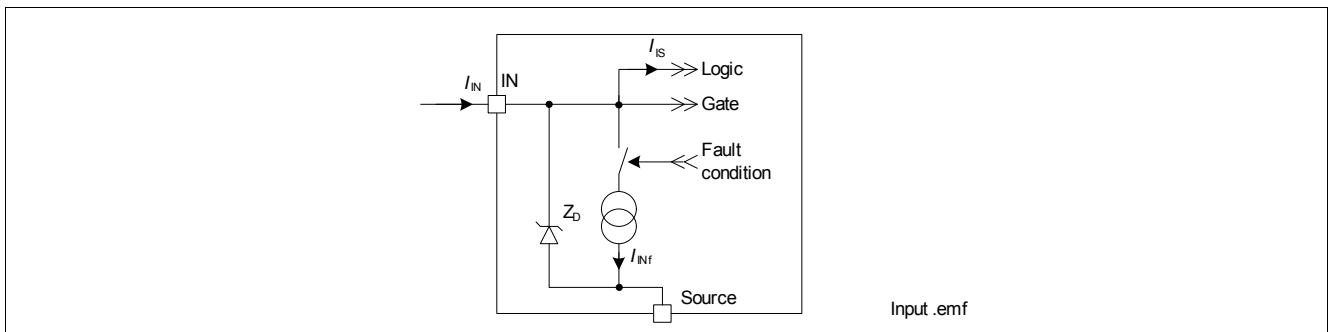 I_IS
Logic
I_IN
IN
Gate
Fault
condition
Z_D
I_INf
Source
Input .emf